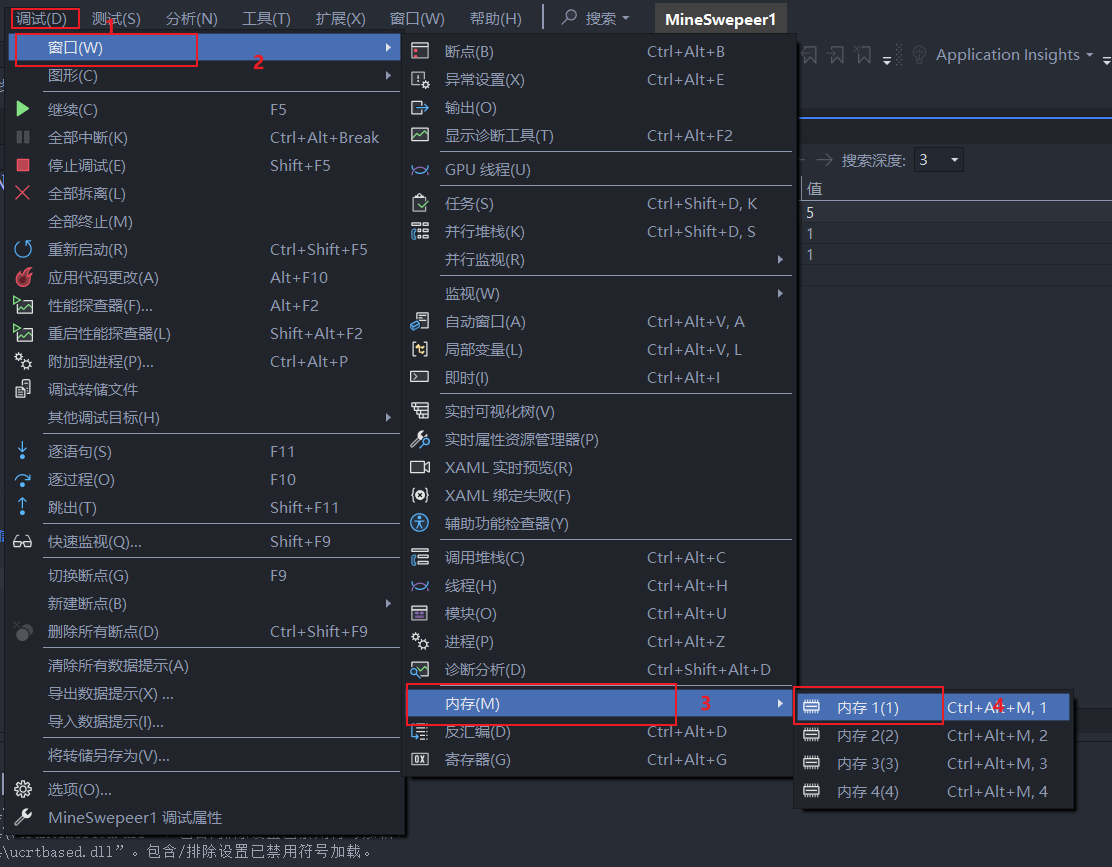 调试(D) 测试(S) 分析(N) 工具(T) 扩展(X) 窗口(W) 帮助(H) 搜索 MineSwepeer1
1
窗口(W)
2
图形(C)
继续(C) F5
全部中断(K) Ctrl+Alt+Break
停止调试(E) Shift+F5
全部拆离(L)
全部终止(M)
重新启动(R) Ctrl+Shift+F5
应用代码更改(A) Alt+F10
性能探查器(F)... Alt+F2
重启性能探查器(L) Shift+Alt+F2
附加到进程(P)... Ctrl+Alt+P
调试转储文件
其他调试目标(H)
逐语句(S) F11
逐过程(O) F10
跳出(T) Shift+F11
快速监视(Q)... Shift+F9
切换断点(G) F9
新建断点(B)
删除所有断点(D) Ctrl+Shift+F9
清除所有数据提示(A)
导出数据提示(X) ...
导入数据提示(I)...
将转储另存为(V)...
选项(O)...
MineSwepeer1 调试属性
断点(B) Ctrl+Alt+B
异常设置(X) Ctrl+Alt+E
输出(O)
显示诊断工具(T) Ctrl+Alt+F2
GPU 线程(U)
任务(S) Ctrl+Shift+D, K
并行堆栈(K) Ctrl+Shift+D, S
并行监视(R)
监视(W)
自动窗口(A) Ctrl+Alt+V, A
局部变量(L) Ctrl+Alt+V, L
即时(I) Ctrl+Alt+I
实时可视化树(V)
实时属性资源管理器(P)
XAML 实时预览(R)
XAML 绑定失败(F)
辅助功能检查器(Y)
调用堆栈(C) Ctrl+Alt+C
线程(H) Ctrl+Alt+H
模块(O) Ctrl+Alt+U
进程(P) Ctrl+Alt+Z
诊断分析(D) Ctrl+Shift+Alt+D
内存(M) 3
反汇编(D) Ctrl+Alt+D
寄存器(G) Ctrl+Alt+G
内存 1(1) Ctrl+Alt+M, 1
4
内存 2(2) Ctrl+Alt+M, 2
内存 3(3) Ctrl+Alt+M, 3
内存 4(4) Ctrl+Alt+M, 4
Application Insights
搜索深度: 3
值
5
1
1
\ucrtbased.dll”。包含/排除设置已禁用符号加载。